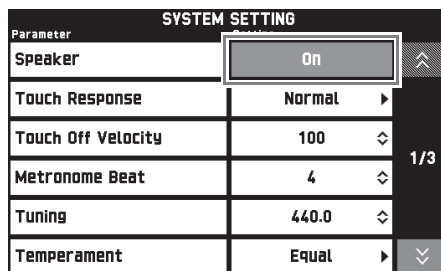 SYSTEM SETTING
Parameter
Speaker On
Touch Response Normal
Touch Off Velocity 100
1/3
Metronome Beat 4
Tuning 440.0
Temperament Equal